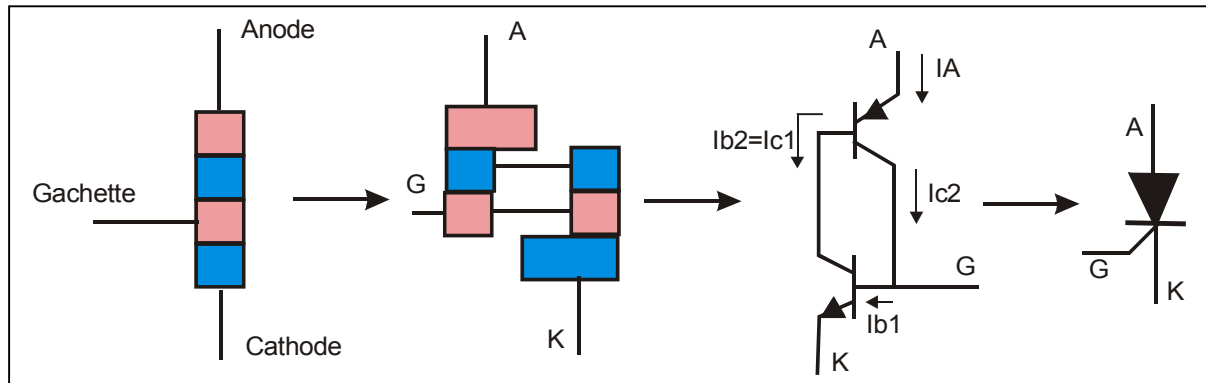 Anode
Gachette
Cathode
A
G
K
A
IA
Ib2=Ic1
Ic2
G
Ib1
K
A
G
K